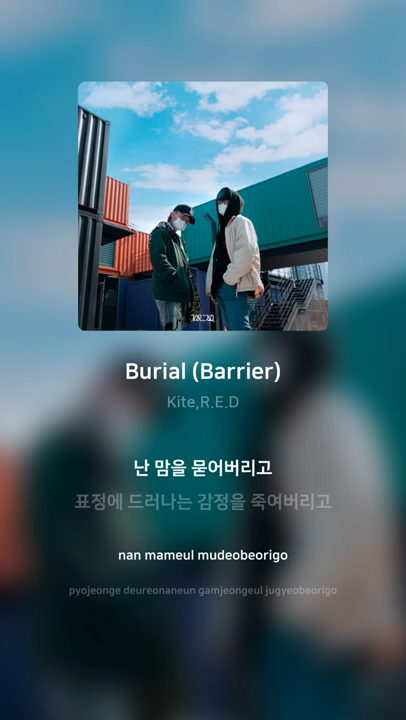 Burial (Barrier)
Kite,R.E.D
난 맘을 묻어버리고
표정에 드러나는 감정을 죽여버리고
nan mameul mudeobeorigo
pyojeonge deureonaneun gamjeongeul jugyeobeorigo